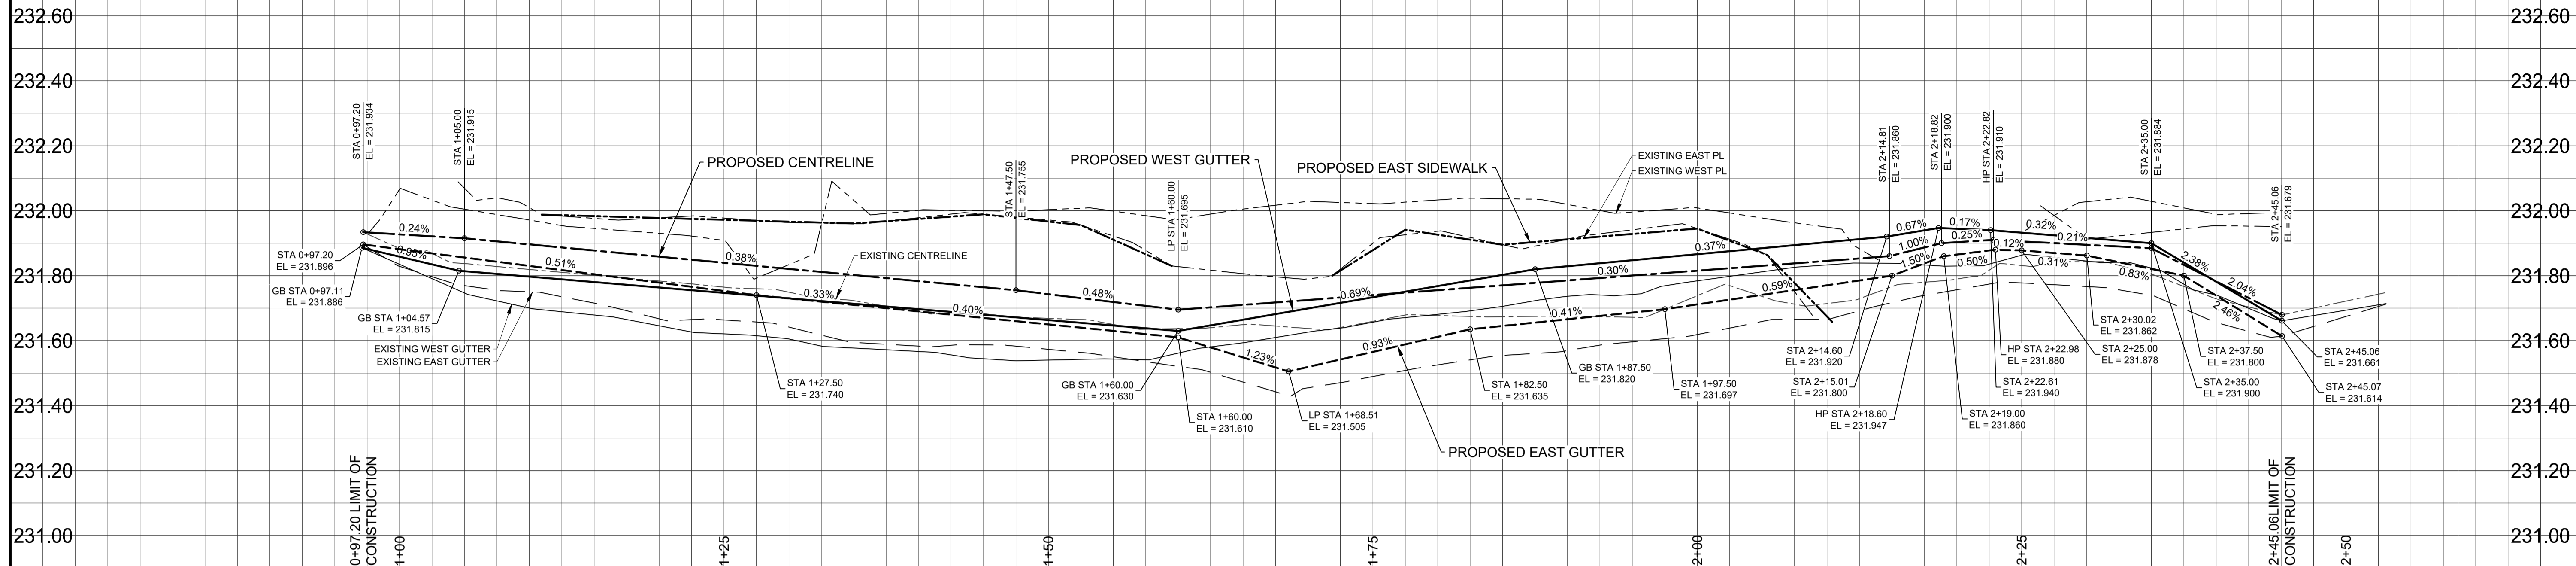 232.60
232.60
232.40
232.40
232.20
232.20
232.00
232.00
231.80
231.80
231.60
231.60
231.40
231.40
231.20
231.20
231.00
231.00
STA 0+97.20
EL = 231.934
STA 1+05.00
EL = 231.915
PROPOSED CENTRELINE
STA 1+47.50
EL = 231.755
PROPOSED WEST GUTTER
LP STA 1+60.00
EL = 231.695
PROPOSED EAST SIDEWALK
EXISTING EAST PL
EXISTING WEST PL
STA 2+14.81
EL = 231.860
STA 2+18.82
EL = 231.900
HP STA 2+22.82
EL = 231.910
STA 2+35.00
EL = 231.884
STA 2+45.06
EL = 231.679
0.24%
0.95%
0.51%
0.38%
0.33%
EXISTING CENTRELINE
0.48%
0.40%
1.23%
0.69%
0.93%
0.37%
0.30%
0.41%
0.59%
0.67%
1.00%
1.50%
0.17%
0.25%
0.50%
0.12%
0.32%
0.31%
0.21%
0.83%
2.38%
2.04%
2.46%
STA 0+97.20
EL = 231.896
GB STA 0+97.11
EL = 231.886
GB STA 1+04.57
EL = 231.815
EXISTING WEST GUTTER
EXISTING EAST GUTTER
STA 1+27.50
EL = 231.740
GB STA 1+60.00
EL = 231.630
STA 1+60.00
EL = 231.610
LP STA 1+68.51
EL = 231.505
PROPOSED EAST GUTTER
STA 1+82.50
EL = 231.635
GB STA 1+87.50
EL = 231.820
STA 1+97.50
EL = 231.697
STA 2+14.60
EL = 231.920
STA 2+15.01
EL = 231.800
HP STA 2+18.60
EL = 231.947
STA 2+19.00
EL = 231.860
STA 2+22.61
EL = 231.940
HP STA 2+22.98
EL = 231.880
STA 2+25.00
EL = 231.878
STA 2+30.02
EL = 231.862
STA 2+37.50
EL = 231.800
STA 2+35.00
EL = 231.900
STA 2+45.06
EL = 231.661
STA 2+45.07
EL = 231.614
0+97.20 LIMIT OF
CONSTRUCTION
1+00
1+25
1+50
1+75
2+00
2+25
2+45.06LIMIT OF
CONSTRUCTION
2+50